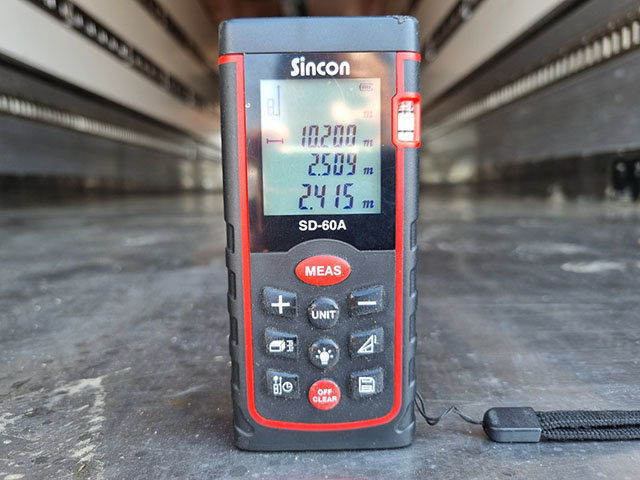 Sincon
10.200 m
2.509 m
2.415 m
SD-60A
MEAS
+
UNIT
−
OFF
CLEAR